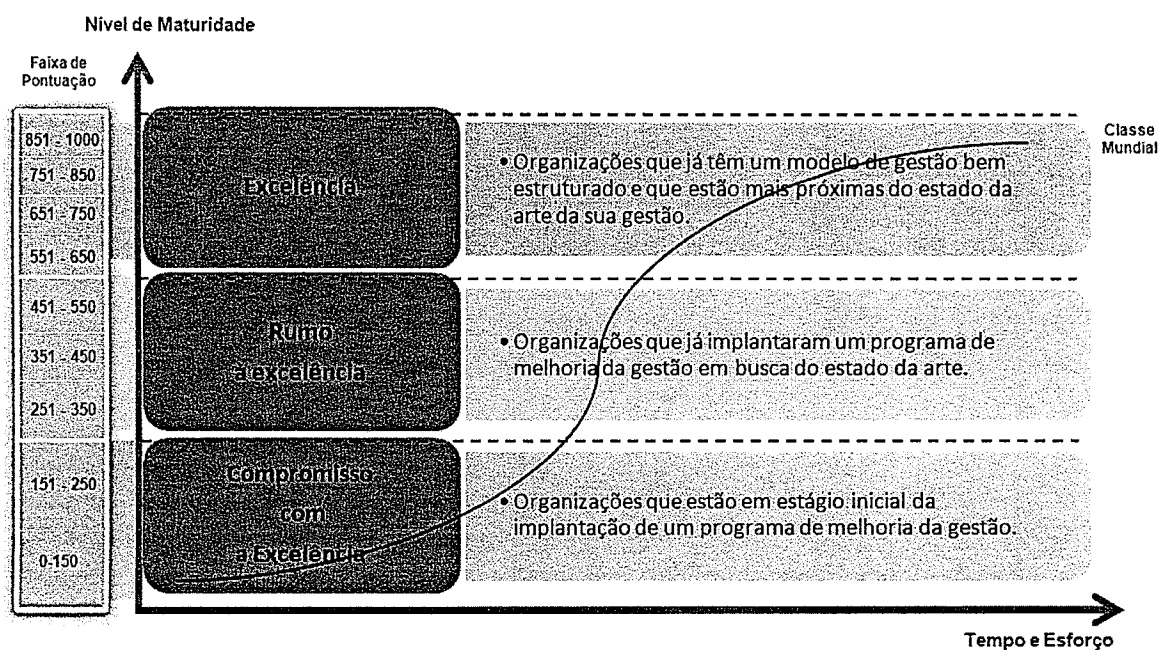 Nível de Maturidade
Faixa de
Pontuação
851 - 1000
751 - 850
651 - 750
551 - 650
451 - 550
351 - 450
251 - 350
151 - 250
0-150
Excelência
• Organizações que já têm um modelo de gestão bem
estruturado e que estão mais próximas do estado da
arte da sua gestão.
Classe
Mundial
Rumo
a excelência
• Organizações que já implantaram um programa de
melhoria da gestão em busca do estado da arte.
Compromisso
com
a Excelência
• Organizações que estão em estágio inicial da
implantação de um programa de melhoria da gestão.
Tempo e Esforço